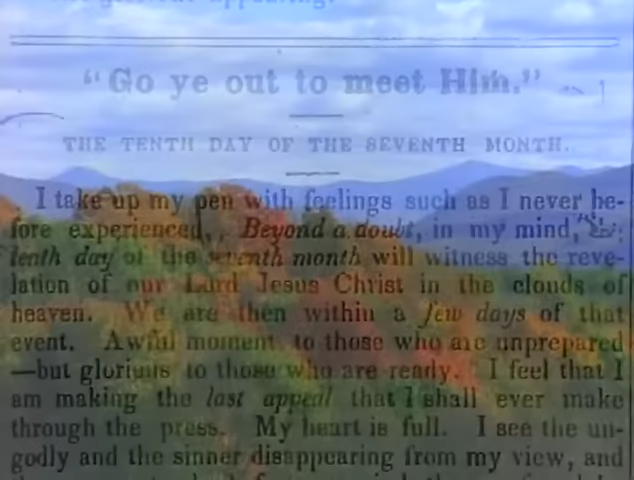 "Go ye out to meet Him."
THE TENTH DAY OF THE SEVENTH MONTH.
I take up my pen with feelings such as I never be-
fore experienced. Beyond a doubt, in my mind, the
tenth day of the seventh month will witness the reve-
lation of our Lord Jesus Christ in the clouds of
heaven. We are then within a few days of that
event. Awful moment to those who are unprepared
—but glorious to those who are ready. I feel that I
am making the last appeal that I shall ever make
through the press. My heart is full. I see the un-
godly and the sinner disappearing from my view, and